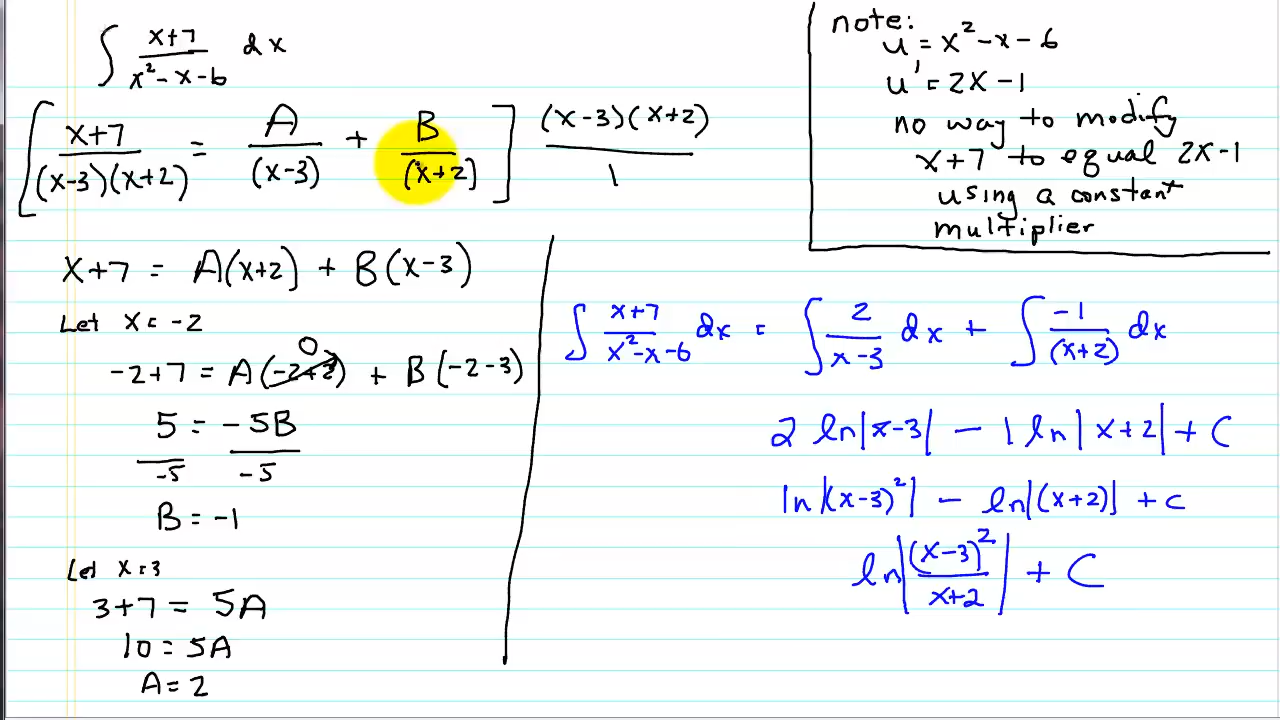 ∫ x+7 / x² - x - 6 dx
[ x+7 / (x-3)(x+2) = A / (x-3) + B / (x+2) ] (x-3)(x+2) / 1
x+7 = A(x+2) + B(x-3)
Let x = -2
0
-2+7 = A(-2+2) + B(-2-3)
5 = -5B
-5 -5
B = -1
Let x = 3
3+7 = 5A
10 = 5A
A = 2
note:
u = x² - x - 6
u' = 2x - 1
no way to modify
x+7 to equal 2x-1
using a constant
multiplier
∫ x+7 / x² - x - 6 dx = ∫ 2 / x-3 dx + ∫ -1 / (x+2) dx
2 ln|x-3| - 1 ln|x+2| + C
ln|(x-3)²| - ln|(x+2)| + C
ln| (x-3)² / x+2 | + C